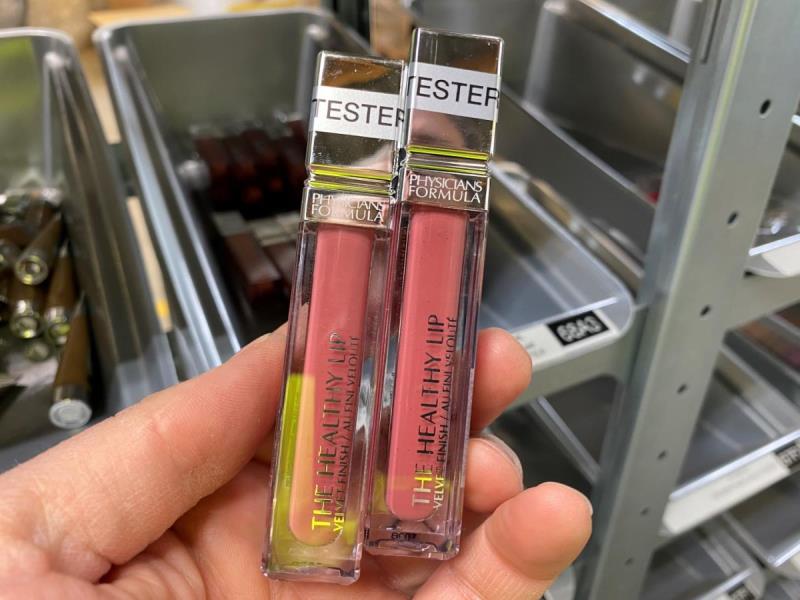 TESTER
PHYSICIANS
FORMULA
THE HEALTHY LIP
VELVET FINISH / AU FINI VELOUTÉ
TESTER
PHYSICIANS
FORMULA
THE HEALTHY LIP
VELVET FINISH / AU FINI VELOUTÉ
68A3